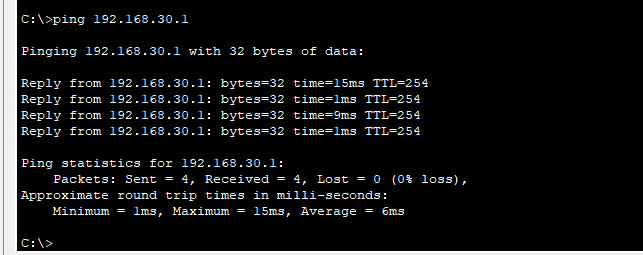 C:\>ping 192.168.30.1
Pinging 192.168.30.1 with 32 bytes of data:
Reply from 192.168.30.1: bytes=32 time=15ms TTL=254
Reply from 192.168.30.1: bytes=32 time=1ms TTL=254
Reply from 192.168.30.1: bytes=32 time=9ms TTL=254
Reply from 192.168.30.1: bytes=32 time=1ms TTL=254
Ping statistics for 192.168.30.1:
    Packets: Sent = 4, Received = 4, Lost = 0 (0% loss),
Approximate round trip times in milli-seconds:
    Minimum = 1ms, Maximum = 15ms, Average = 6ms
C:\>